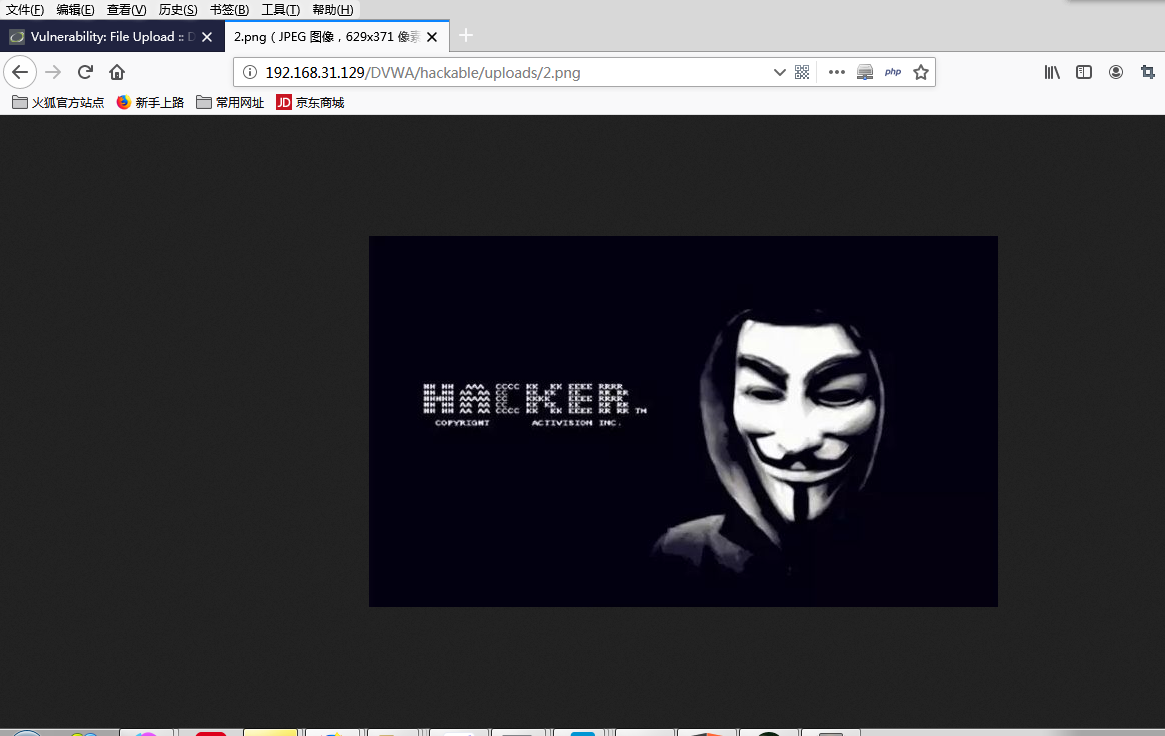 文件(F) 编辑(E) 查看(V) 历史(S) 书签(B) 工具(T) 帮助(H)
Vulnerability: File Upload :: D
2.png ( JPEG 图像，629x371 像素
192.168.31.129/DVWA/hackable/uploads/2.png
php
火狐官方站点 新手上路 常用网址 JD 京东商城
HACKER TM
COPYRIGHT ACTIVISION INC.